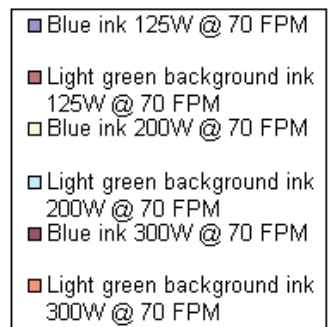 Blue ink 125W @ 70 FPM
Light green background ink
125W @ 70 FPM
Blue ink 200W @ 70 FPM
Light green background ink
200W @ 70 FPM
Blue ink 300W @ 70 FPM
Light green background ink
300W @ 70 FPM